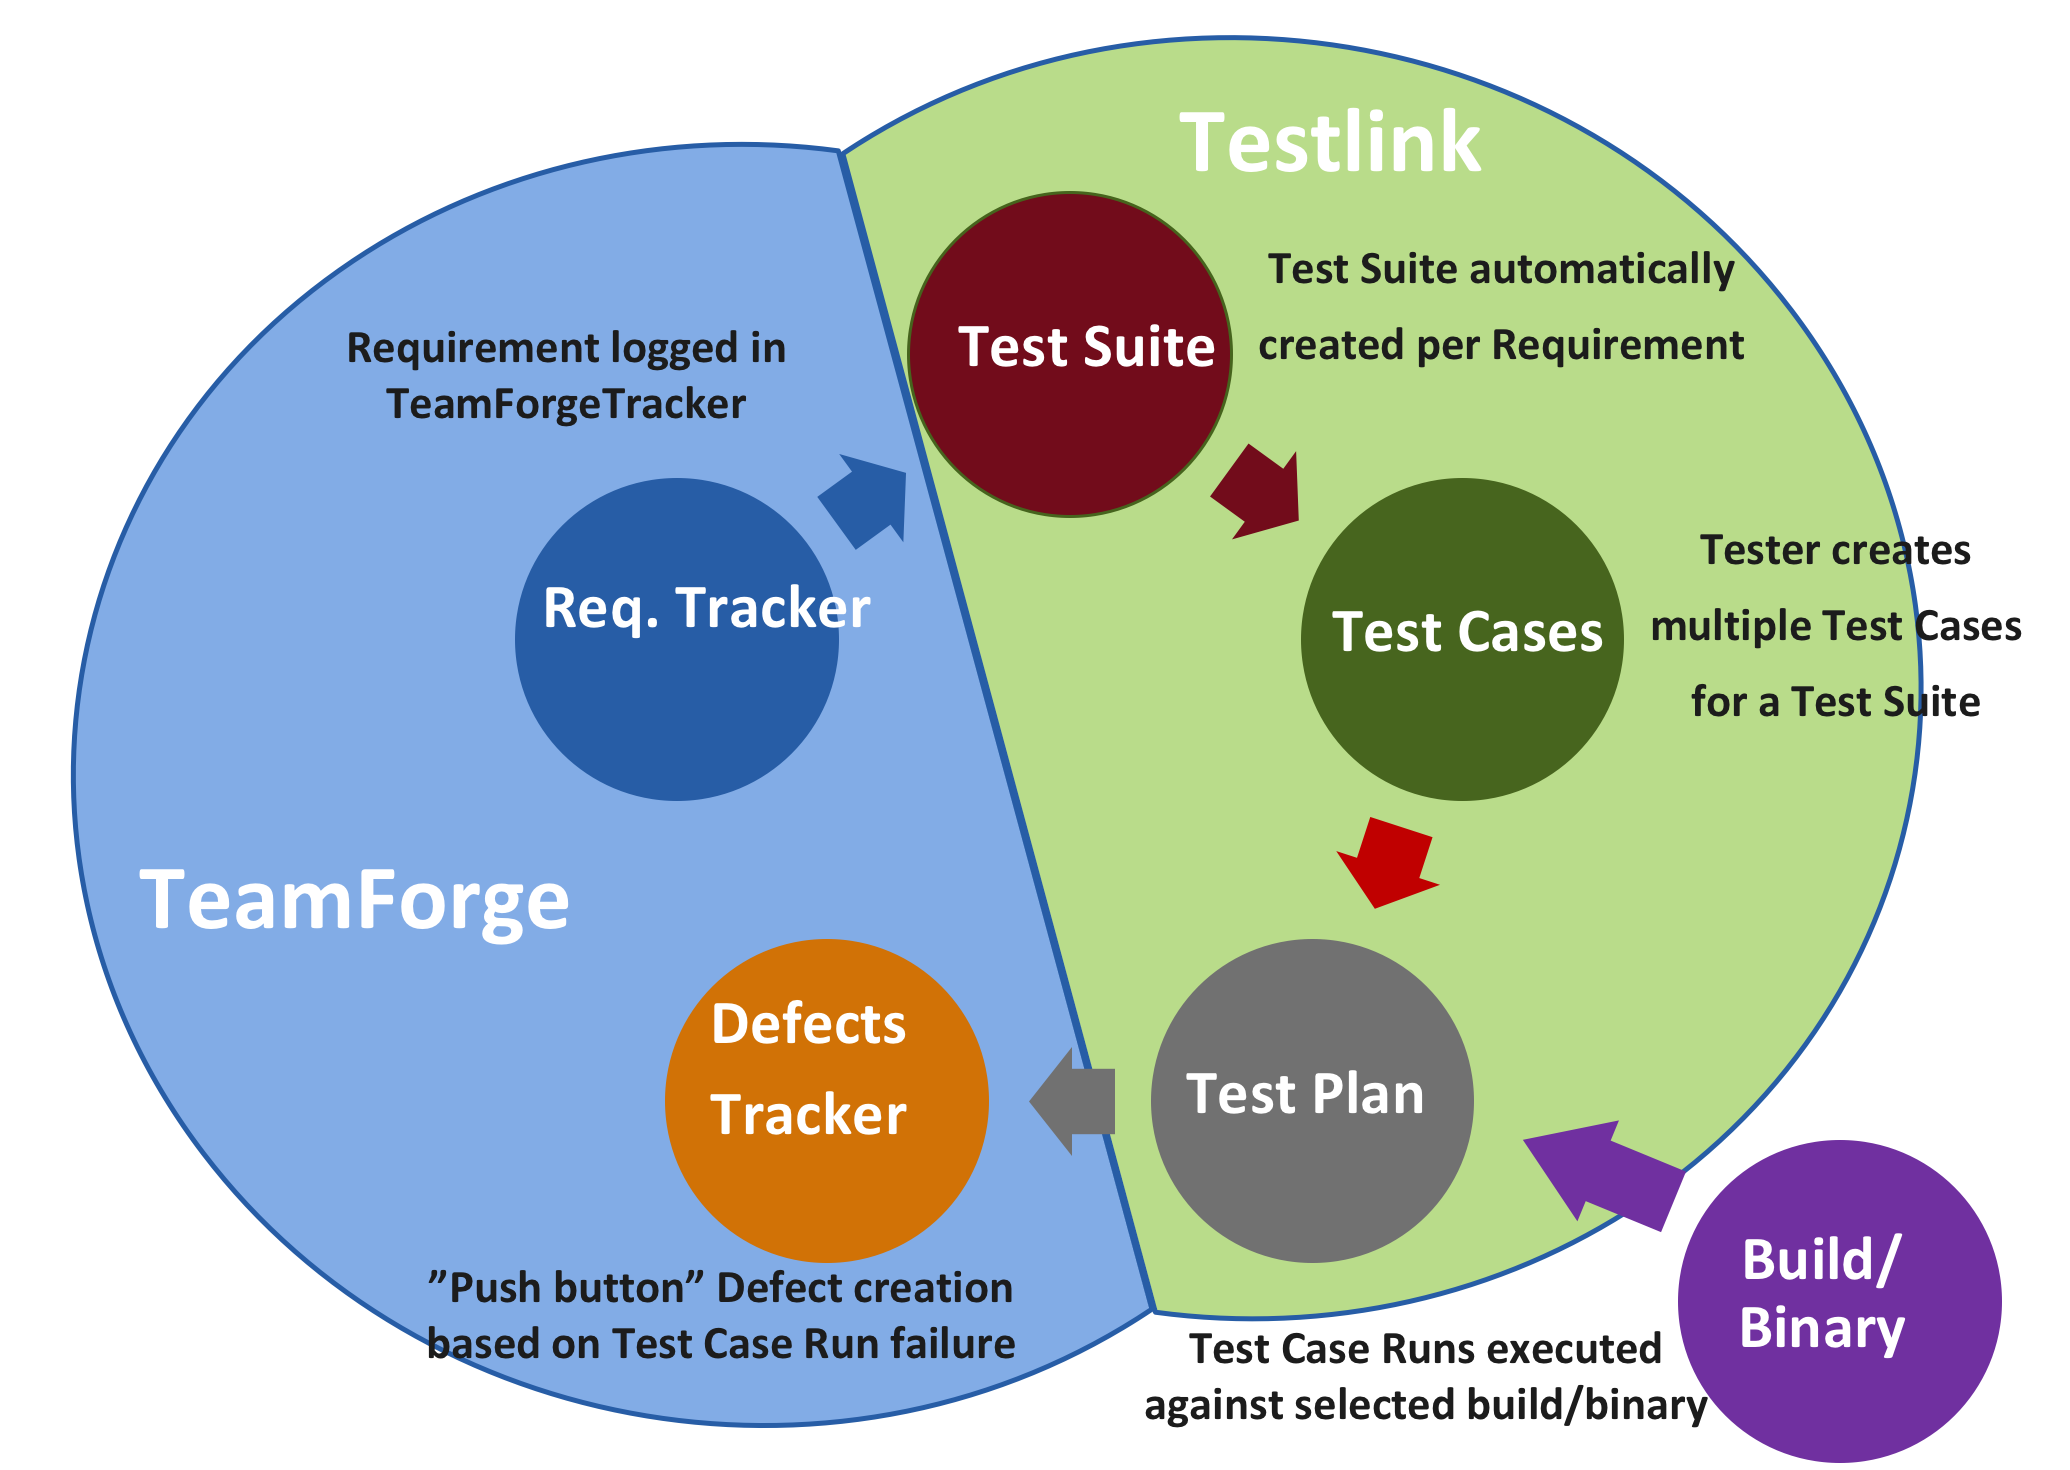 Testlink
Test Suite
Test Suite automatically
created per Requirement
Requirement logged in
TeamForgeTracker
Req. Tracker
Test Cases
Tester creates
multiple Test Cases
for a Test Suite
TeamForge
Defects
Tracker
Test Plan
Build/
Binary
”Push button” Defect creation
based on Test Case Run failure
Test Case Runs executed
against selected build/binary